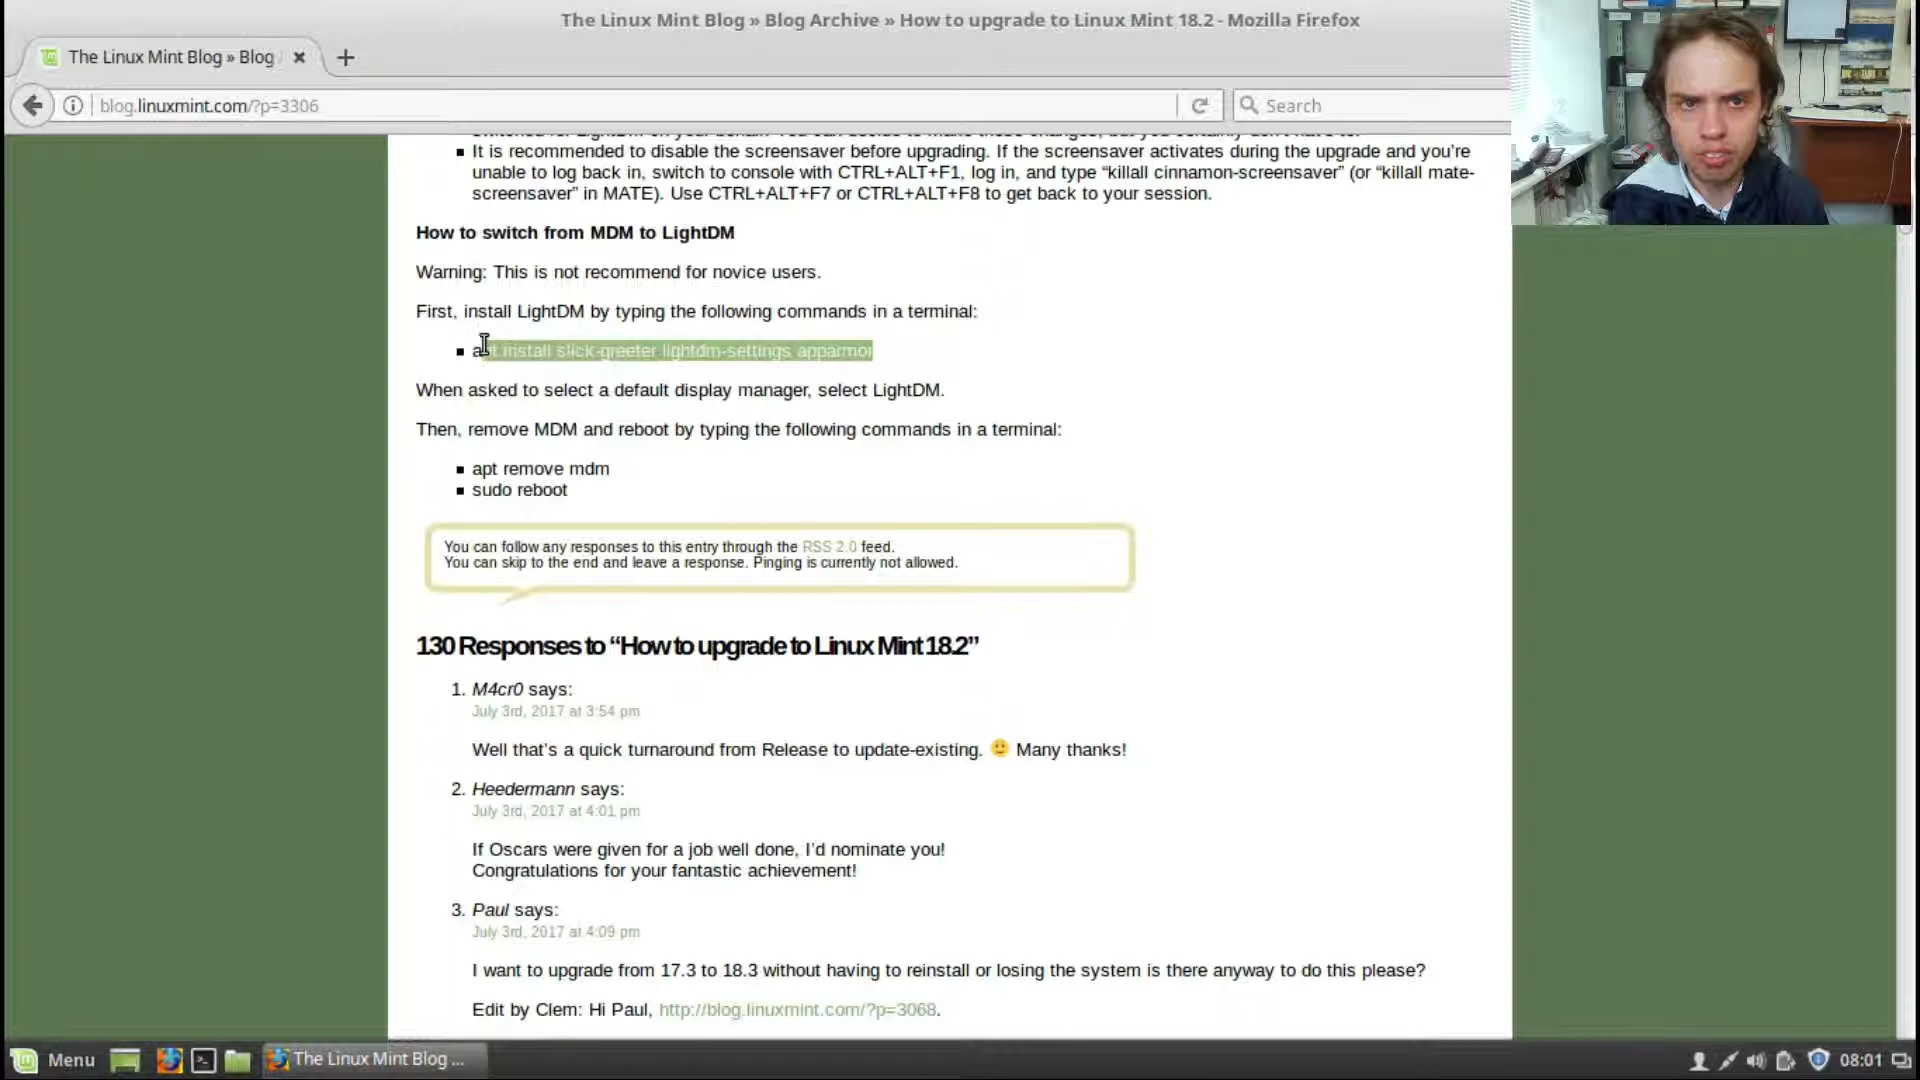 The Linux Mint Blog » Blog Archive » How to upgrade to Linux Mint 18.2 - Mozilla Firefox
The Linux Mint Blog » Blog
blog.linuxmint.com/?p=3306
Search
It is recommended to disable the screensaver before upgrading. If the screensaver activates during the upgrade and you’re
unable to log back in, switch to console with CTRL+ALT+F1, log in, and type “killall cinnamon-screensaver” (or “killall mate-
screensaver” in MATE). Use CTRL+ALT+F7 or CTRL+ALT+F8 to get back to your session.
How to switch from MDM to LightDM
Warning: This is not recommend for novice users.
First, install LightDM by typing the following commands in a terminal:
apt install slick-greeter lightdm-settings apparmor
When asked to select a default display manager, select LightDM.
Then, remove MDM and reboot by typing the following commands in a terminal:
apt remove mdm
sudo reboot
You can follow any responses to this entry through the RSS 2.0 feed.
You can skip to the end and leave a response. Pinging is currently not allowed.
130 Responses to “How to upgrade to Linux Mint 18.2”
1. M4cr0 says:
July 3rd, 2017 at 3:54 pm
Well that’s a quick turnaround from Release to update-existing. 🙂 Many thanks!
2. Heedermann says:
July 3rd, 2017 at 4:01 pm
If Oscars were given for a job well done, I’d nominate you!
Congratulations for your fantastic achievement!
3. Paul says:
July 3rd, 2017 at 4:09 pm
I want to upgrade from 17.3 to 18.3 without having to reinstall or losing the system is there anyway to do this please?
Edit by Clem: Hi Paul, http://blog.linuxmint.com/?p=3068.
Menu
The Linux Mint Blog ...
08:01